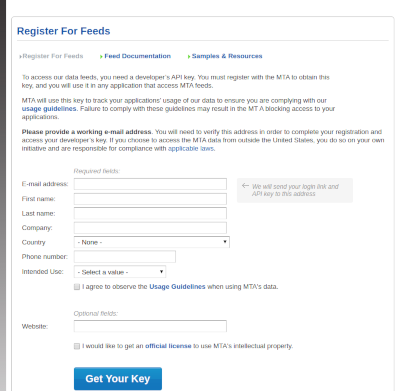 Register For Feeds
Register For Feeds Feed Documentation Samples & Resources
To access our data feeds, you need a developer's API key. You must register with the MTA to obtain this
key, and you will use it in any application that access MTA feeds.
MTA will use this key to track your applications' usage of our data to ensure you are complying with our
usage guidelines. Failure to comply with these guidelines may result in the MT A blocking access to your
applications.
Please provide a working e-mail address. You will need to verify this address in order to complete your registration and
access your developer's key. If you choose to access the MTA data from outside the United States, you do so on your own
initiative and are responsible for compliance with applicable laws.
Required fields:
E-mail address:
We will send your login link and
API key to this address
First name:
Last name:
Company:
Country - None -
Phone number:
Intended Use: - Select a value -
I agree to observe the Usage Guidelines when using MTA's data.
Optional fields:
Website:
I would like to get an official license to use MTA's intellectual property.
Get Your Key